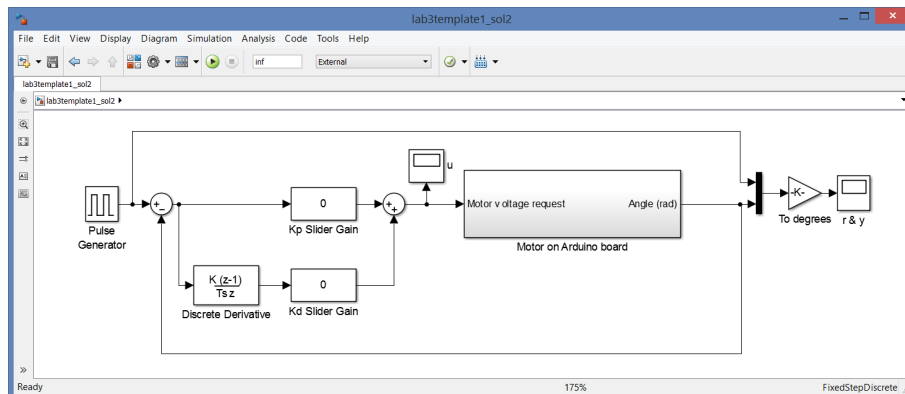 lab3template1_sol2
File Edit View Display Diagram Simulation Analysis Code Tools Help
inf
External
lab3template1_sol2
lab3template1_sol2
u
+
-
0
+
+
Motor v oltage request
Angle (rad)
-K-
Pulse
Generator
Kp Slider Gain
Motor on Arduino board
To degrees
r & y
K (z-1)
Ts z
0
Discrete Derivative
Kd Slider Gain
Ready
175%
FixedStepDiscrete